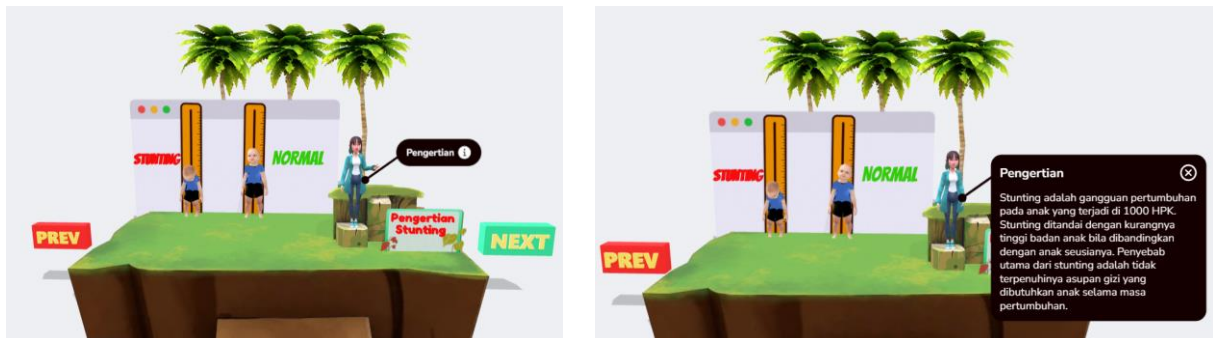 STUNTING
NORMAL
Pengertian
Pengertian
Stunting
PREV
NEXT
STUNTING
NORMAL
PREV
Pengertian
Stunting adalah gangguan pertumbuhan
pada anak yang terjadi di 1000 HPK.
Stunting ditandai dengan kurangnya
tinggi badan anak bila dibandingkan
dengan anak seusianya. Penyebab
utama dari stunting adalah tidak
terpenuhinya asupan gizi yang
dibutuhkan anak selama masa
pertumbuhan.